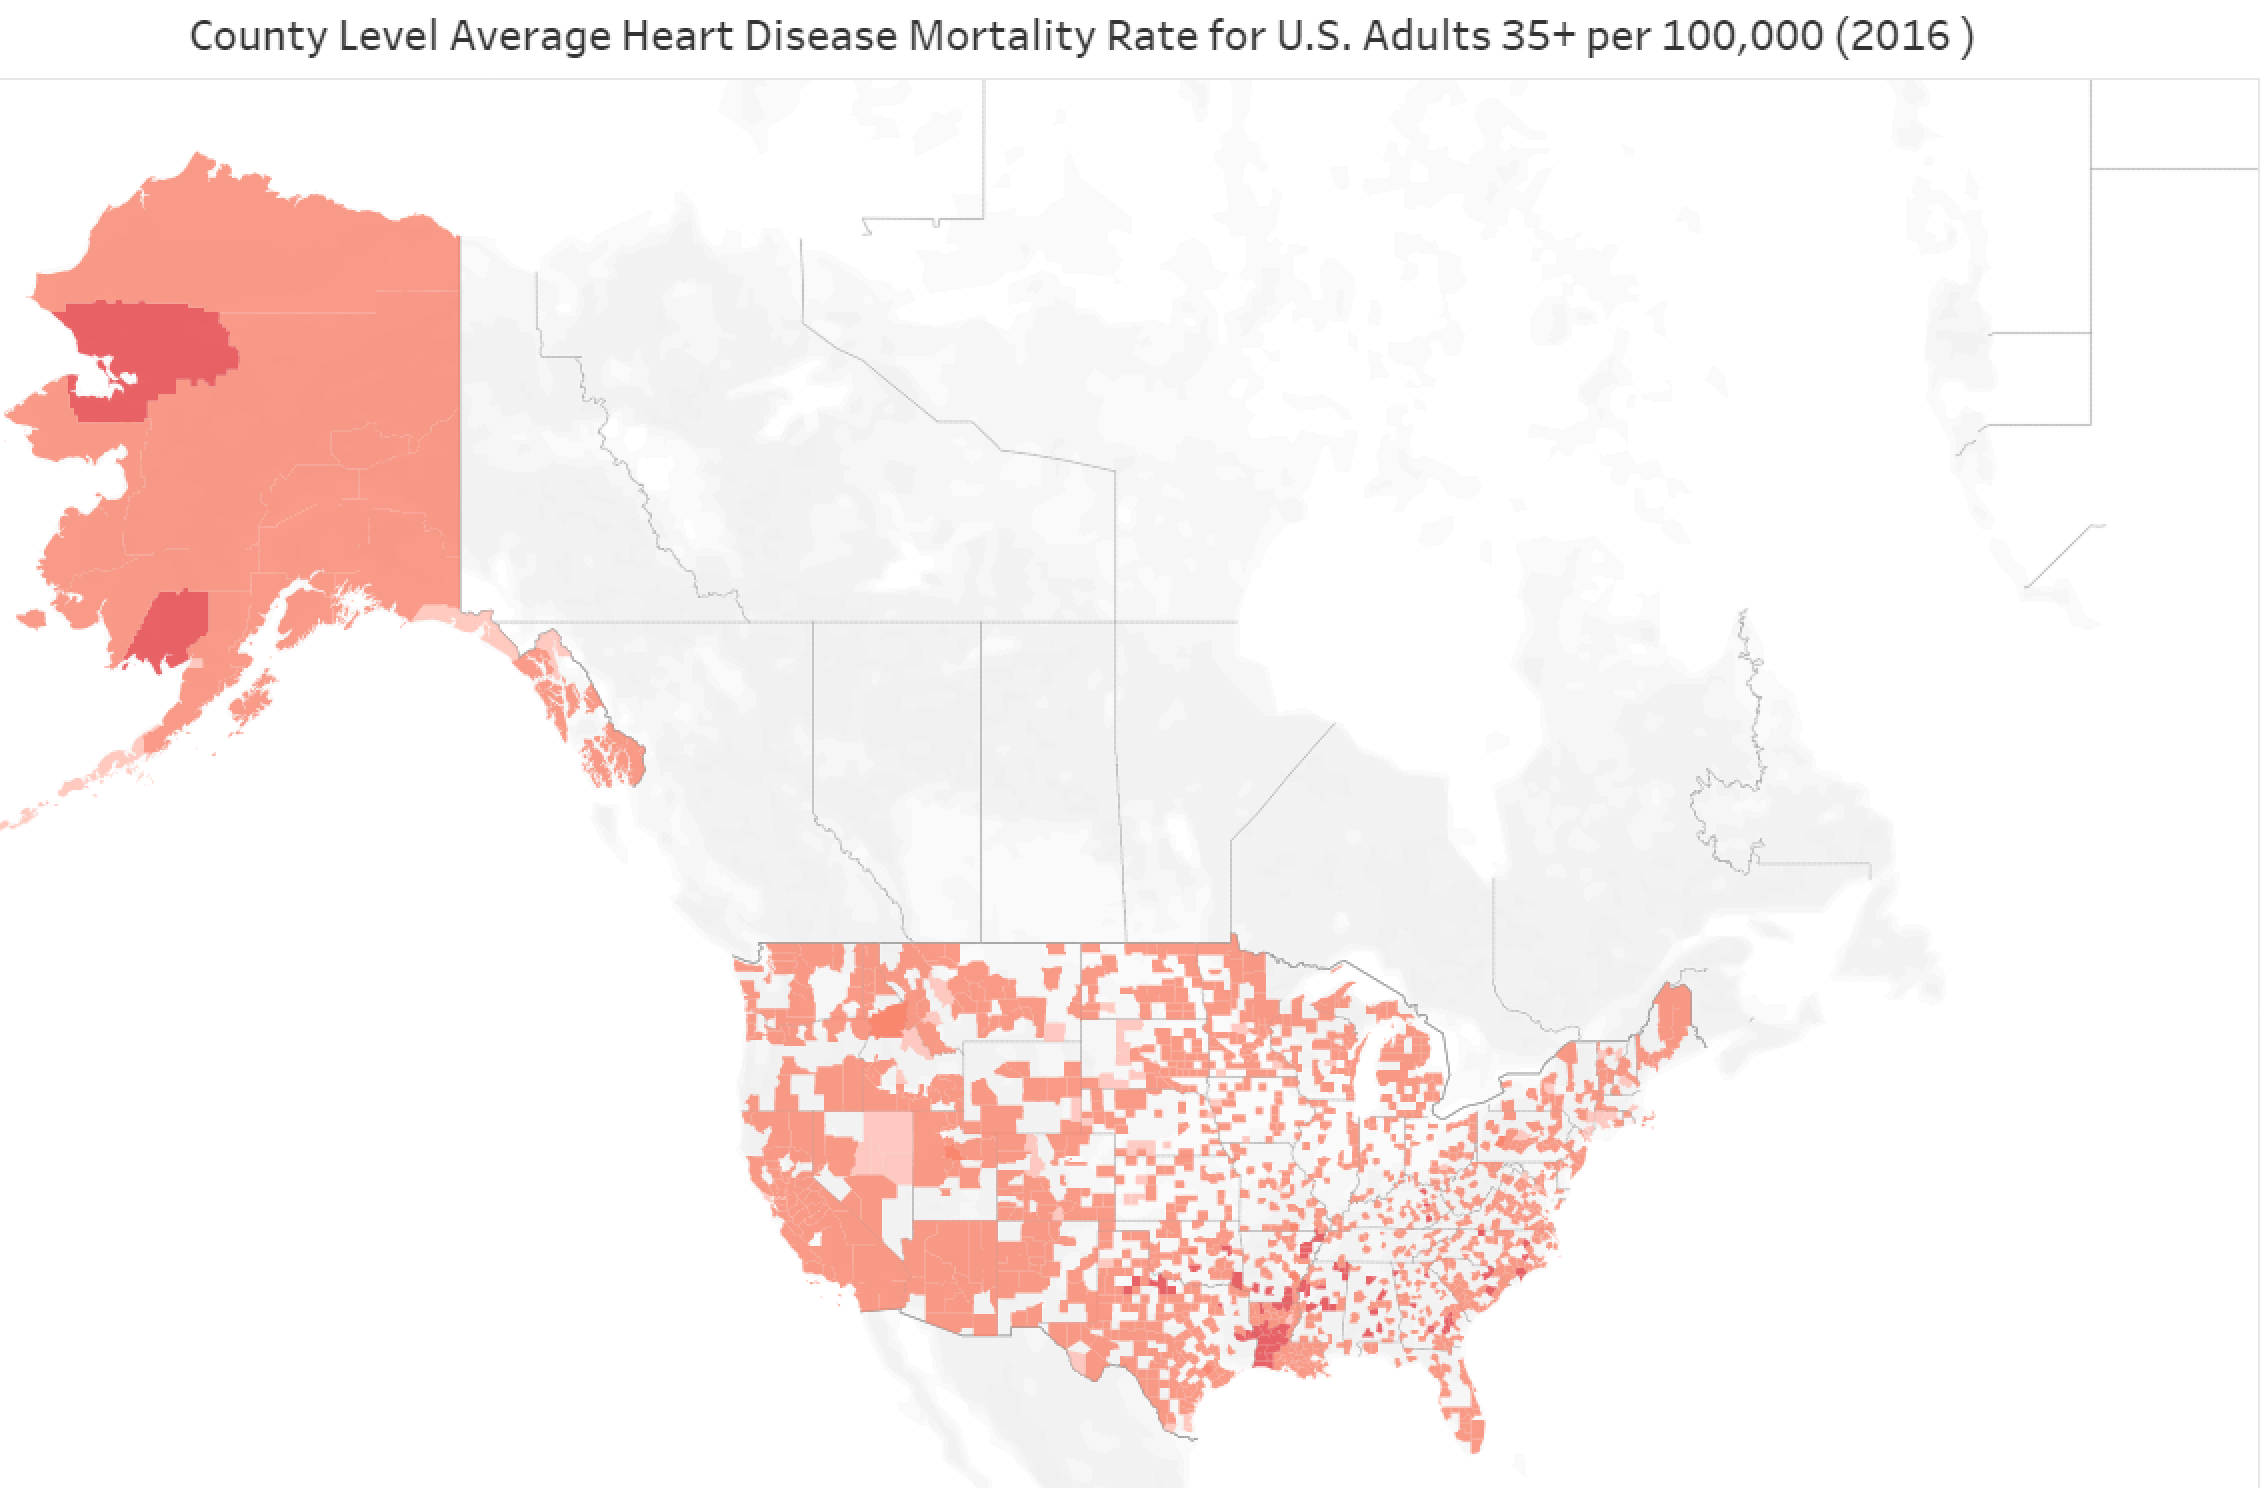 County Level Average Heart Disease Mortality Rate for U.S. Adults 35+ per 100,000 (2016 )